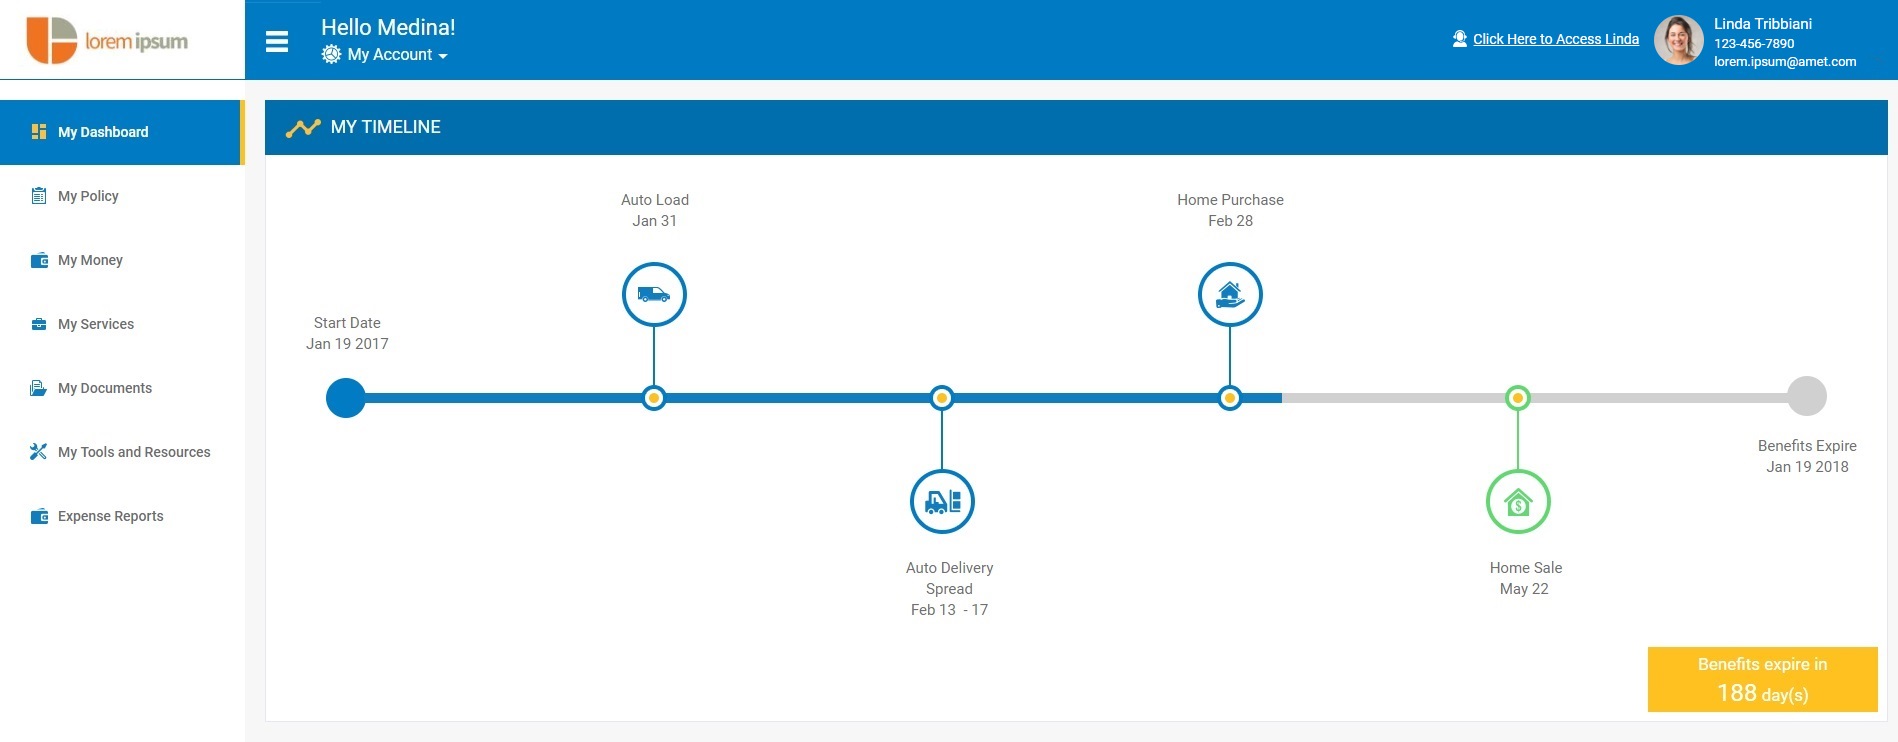 lorem ipsum
Hello Medina!
My Account
Click Here to Access Linda
Linda Tribbiani
123-456-7890
lorem.ipsum@amet.com
My Dashboard
My Policy
My Money
My Services
My Documents
My Tools and Resources
Expense Reports
MY TIMELINE
Start Date
Jan 19 2017
Auto Load
Jan 31
Auto Delivery
Spread
Feb 13 - 17
Home Purchase
Feb 28
$
Home Sale
May 22
Benefits Expire
Jan 19 2018
Benefits expire in
188 day(s)